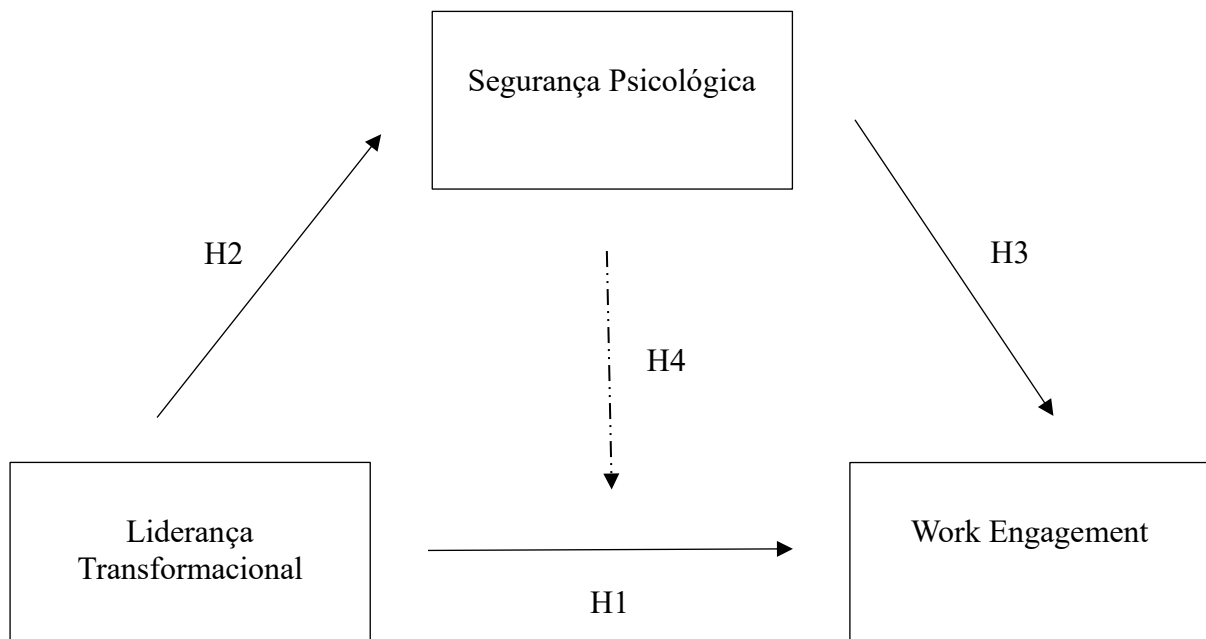 Segurança Psicológica
H2
H3
H4
Liderança
Transformacional
Work Engagement
H1